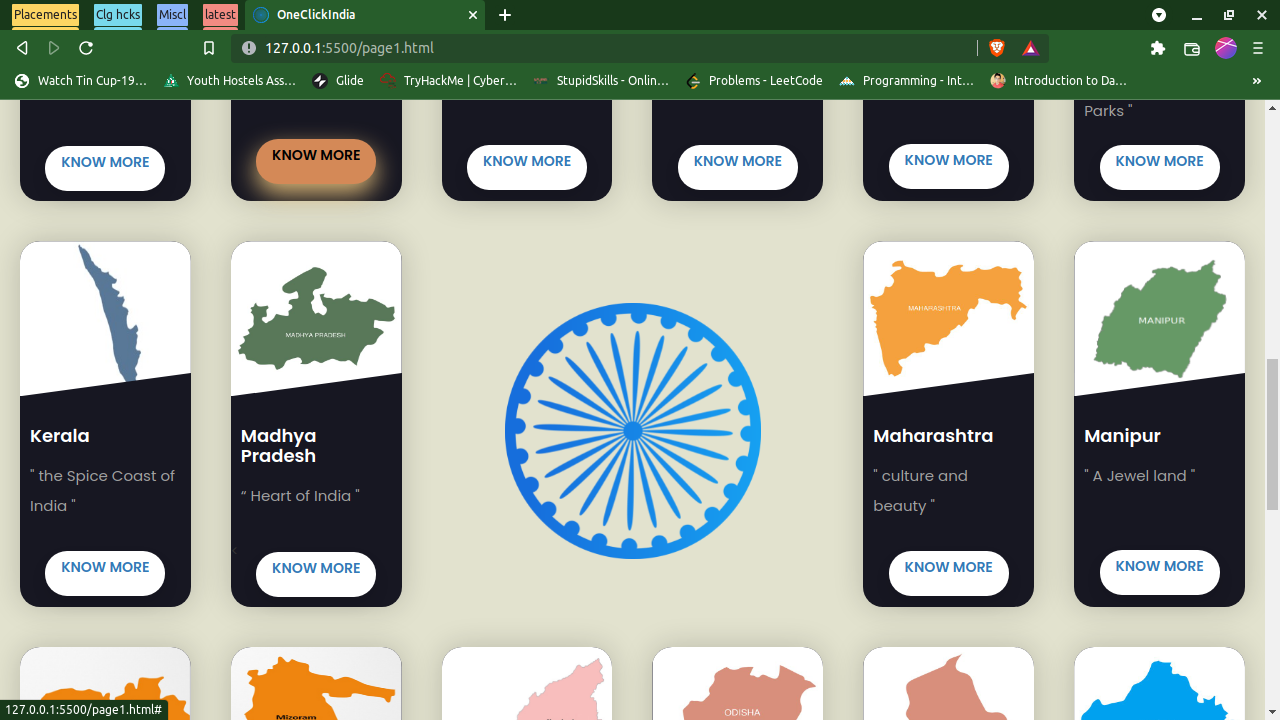 Placements
Clg hcks
Miscl
latest
OneClickIndia
127.0.0.1:5500/page1.html
Watch Tin Cup-19…
Youth Hostels Ass…
Glide
TryHackMe | Cyber…
StupidSkills - Onlin…
Problems - LeetCode
Programming - Int…
Introduction to Da…
»
Parks "
KNOW MORE
KNOW MORE
KNOW MORE
KNOW MORE
KNOW MORE
KNOW MORE
MADHYA PRADESH
MAHARASHTRA
MANIPUR
Kerala
" the Spice Coast of
India "
KNOW MORE
Madhya
Pradesh
“ Heart of India "
KNOW MORE
Maharashtra
" culture and
beauty "
KNOW MORE
Manipur
" A Jewel land "
KNOW MORE
Mizoram
ODISHA
127.0.0.1:5500/page1.html#